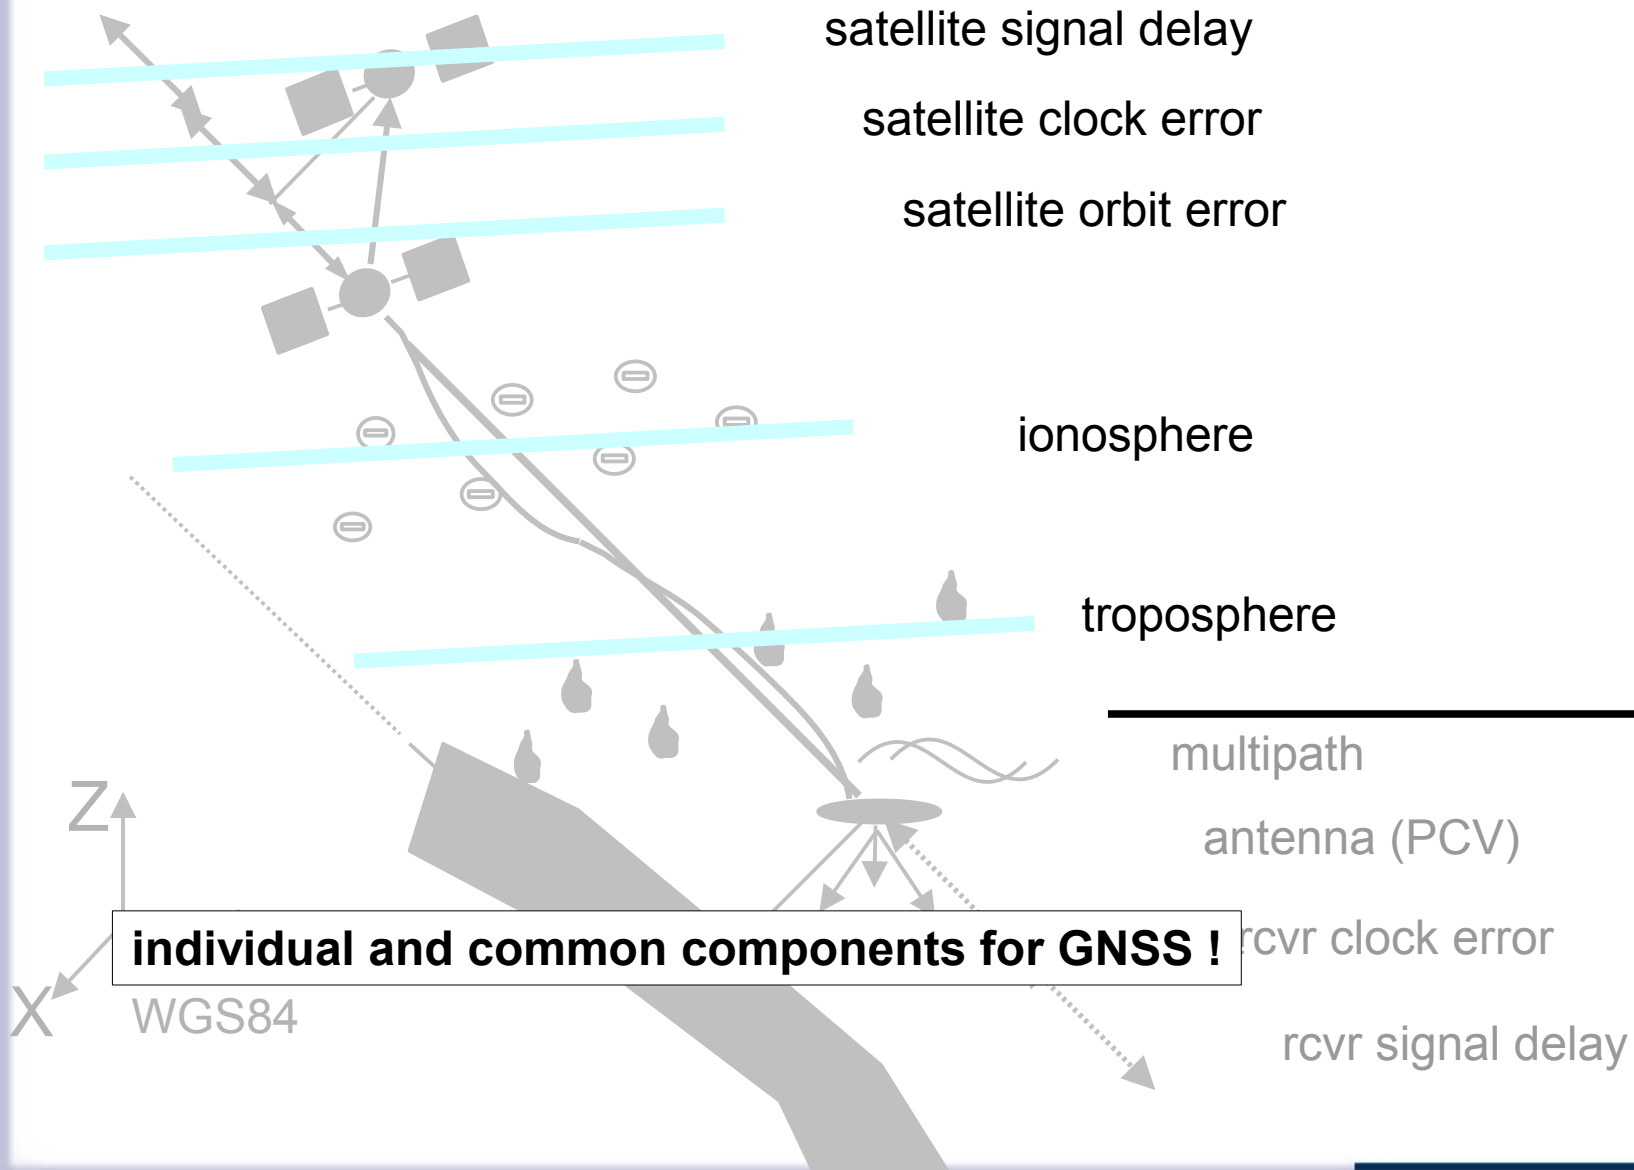 satellite signal delay
satellite clock error
satellite orbit error
ionosphere
troposphere
multipath
Z
antenna (PCV)
individual and common components for GNSS !
rcvr clock error
X
WGS84
rcvr signal delay